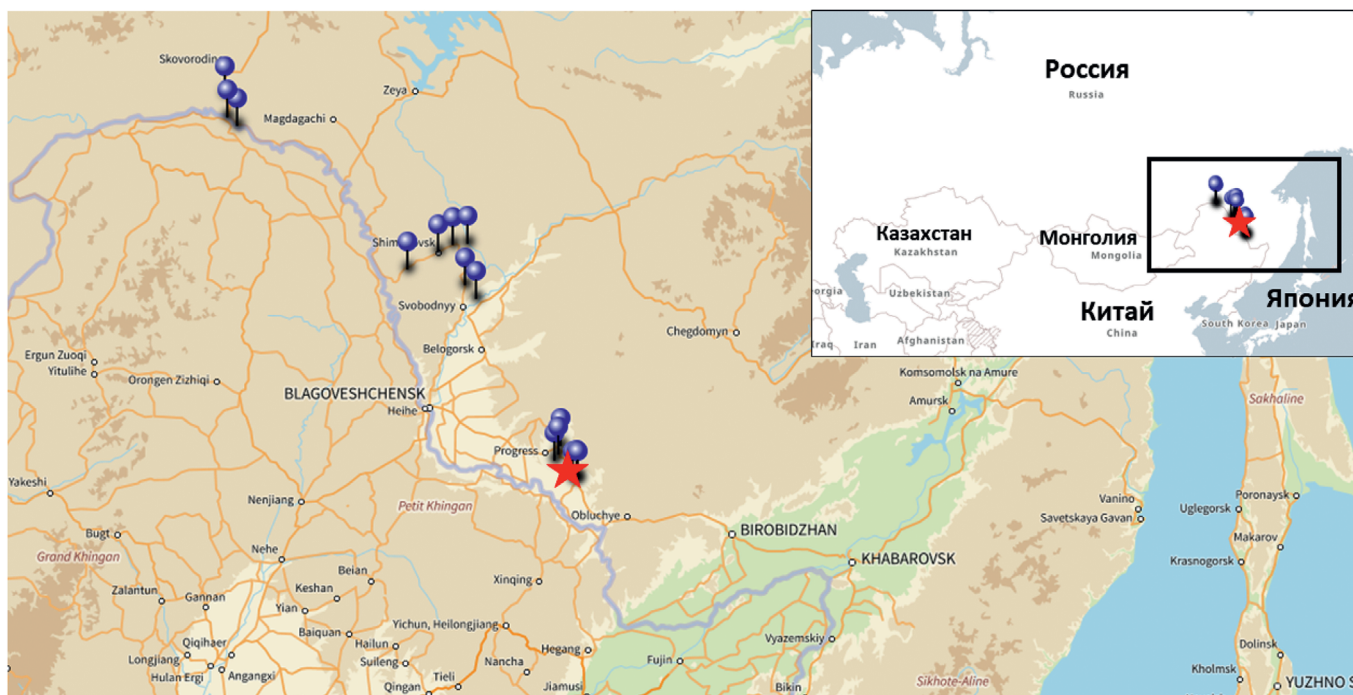 Skovorodin
Zeya
Magdagachi
Shim
vsk
Svobodnyy
Chegdomyn
Belogorsk
Ergun Zuoqi
Yitulihe
Orongen Zizhiqi
BLAGOVESHCHENSK
Heihe
Komsomolsk na Amure
Amursk
Sakhaline
Progress
Yakeshi
Nenjiang
Petit Khingan
Obluchye
BIROBIDZHAN
Vanino
Savetskaya Gavan
Poronaysk
Uglegorsk
Bugt
Grand Khingan
Nehe
KHABAROVSK
Makarov
Krasnogorsk
Zalantun
Gannan
Keshan
Beian
Xinqing
Yian
Baiquan
Hailun
Yichun, Heilongjiang
Vyazemskiy
Qiqihaer
Longjiang
Hulan Ergi
Angangxi
Suileng
Hegang
Nancha
Fujin
Dolinsk
Kholmsk
Qingan
Tieli
Jiamusi
Bikin
Sikhote-Aline
YUZHNO S
Россия
Russia
Казахстан
Kazakhstan
Монголия
Mongolia
eorgia
Uzbekistan
Китай
China
Япония
South Korea
Japan
Iraq
Iran
Afghanistan